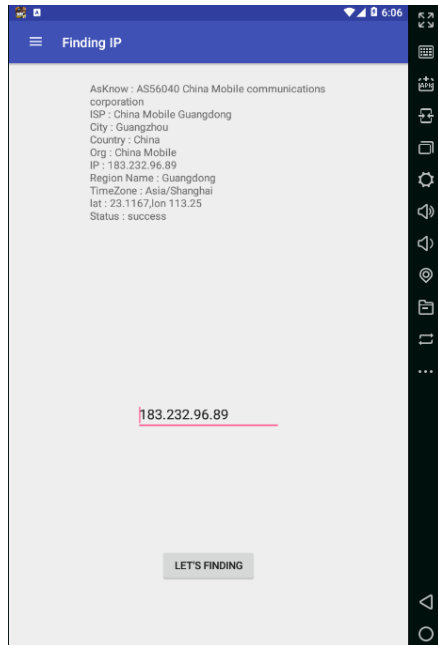 6:06
Finding IP
AsKnow : AS56040 China Mobile communications
corporation
ISP : China Mobile Guangdong
City : Guangzhou
Country : China
Org : China Mobile
IP : 183.232.96.89
Region Name : Guangdong
TimeZone : Asia/Shanghai
lat : 23.1167,lon 113.25
Status : success
183.232.96.89
LET'S FINDING